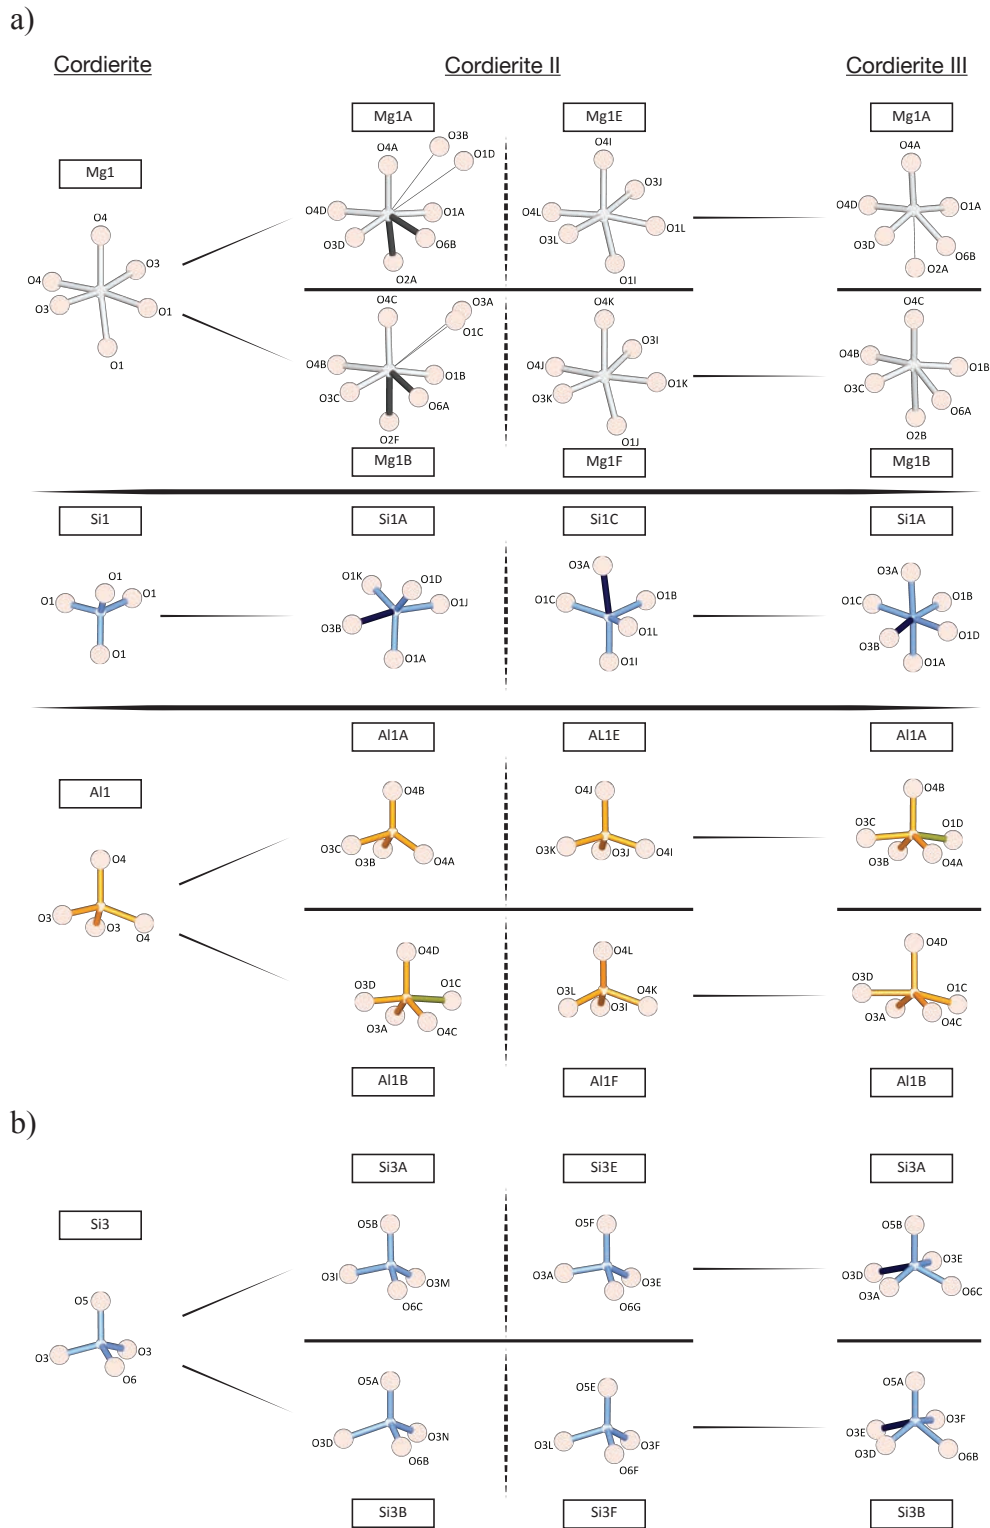 a)
Cordierite
Cordierite II
Cordierite III
Mg1
O4
O3
O4
O3
O1
O1
Mg1A
O3B
O4A
O1D
O4D
O1A
O3D
O6B
O2A
Mg1E
O4I
O3J
O4L
O3L
O1L
O1I
Mg1A
O4A
O4D
O1A
O3D
O6B
O2A
O4C
O3A
O1C
O4B
O1B
O3C
O6A
O2F
Mg1B
O4K
O3I
O4J
O1K
O3K
O1J
Mg1F
O4C
O4B
O1B
O3C
O6A
O2B
Mg1B
Si1
O1
O1
O1
O1
Si1A
O1K
O1D
O1J
O3B
O1A
Si1C
O3A
O1C
O1B
O1L
O1I
Si1A
O3A
O1C
O1B
O3B
O1D
O1A
Al1
O4
O3
O3
O4
Al1A
O4B
O3C
O3B
O4A
AL1E
O4J
O3K
O3J
O4I
Al1A
O4B
O3C
O1D
O3B
O4A
O4D
O3D
O1C
O3A
O4C
Al1B
O4L
O3L
O4K
O3I
Al1F
O4D
O3D
O1C
O3A
O4C
Al1B
b)
Si3
O5
O3
O3
O6
Si3A
O5B
O3I
O3M
O6C
Si3E
O5F
O3A
O3E
O6G
Si3A
O5B
O3E
O3D
O3A
O6C
O5A
O3D
O3N
O6B
Si3B
O5E
O3L
O3F
O6F
Si3F
O5A
O3F
O3E
O3D
O6B
Si3B